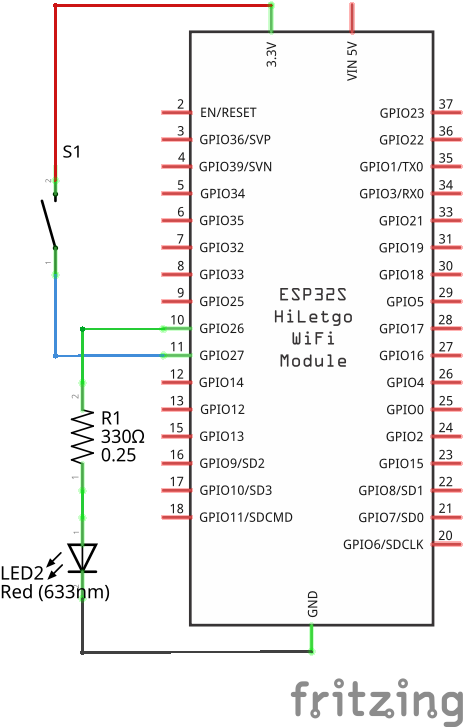 3.3V
VIN 5V
2 EN/RESET GPIO23 37
3 GPIO36/SVP GPIO22 36
S1
2
4 GPIO39/SVN GPIO1/TX0 35
5 GPIO34 GPIO3/RX0 34
6 GPIO35 GPIO21 33
7 GPIO32 GPIO19 31
1
8 GPIO33 GPIO18 30
9 GPIO25 GPIO5 29
ESP32S
HiLetgo
WiFi
Module
10 GPIO26 GPIO17 28
11 GPIO27 GPIO16 27
12 GPIO14 GPIO4 26
2
13 GPIO12 GPIO0 25
R1
330Ω
0.25
15 GPIO13 GPIO2 24
16 GPIO9/SD2 GPIO15 23
1
17 GPIO10/SD3 GPIO8/SD1 22
18 GPIO11/SDCMD GPIO7/SD0 21
1
GPIO6/SDCLK 20
LED2
Red (633nm)
GND
fritzing